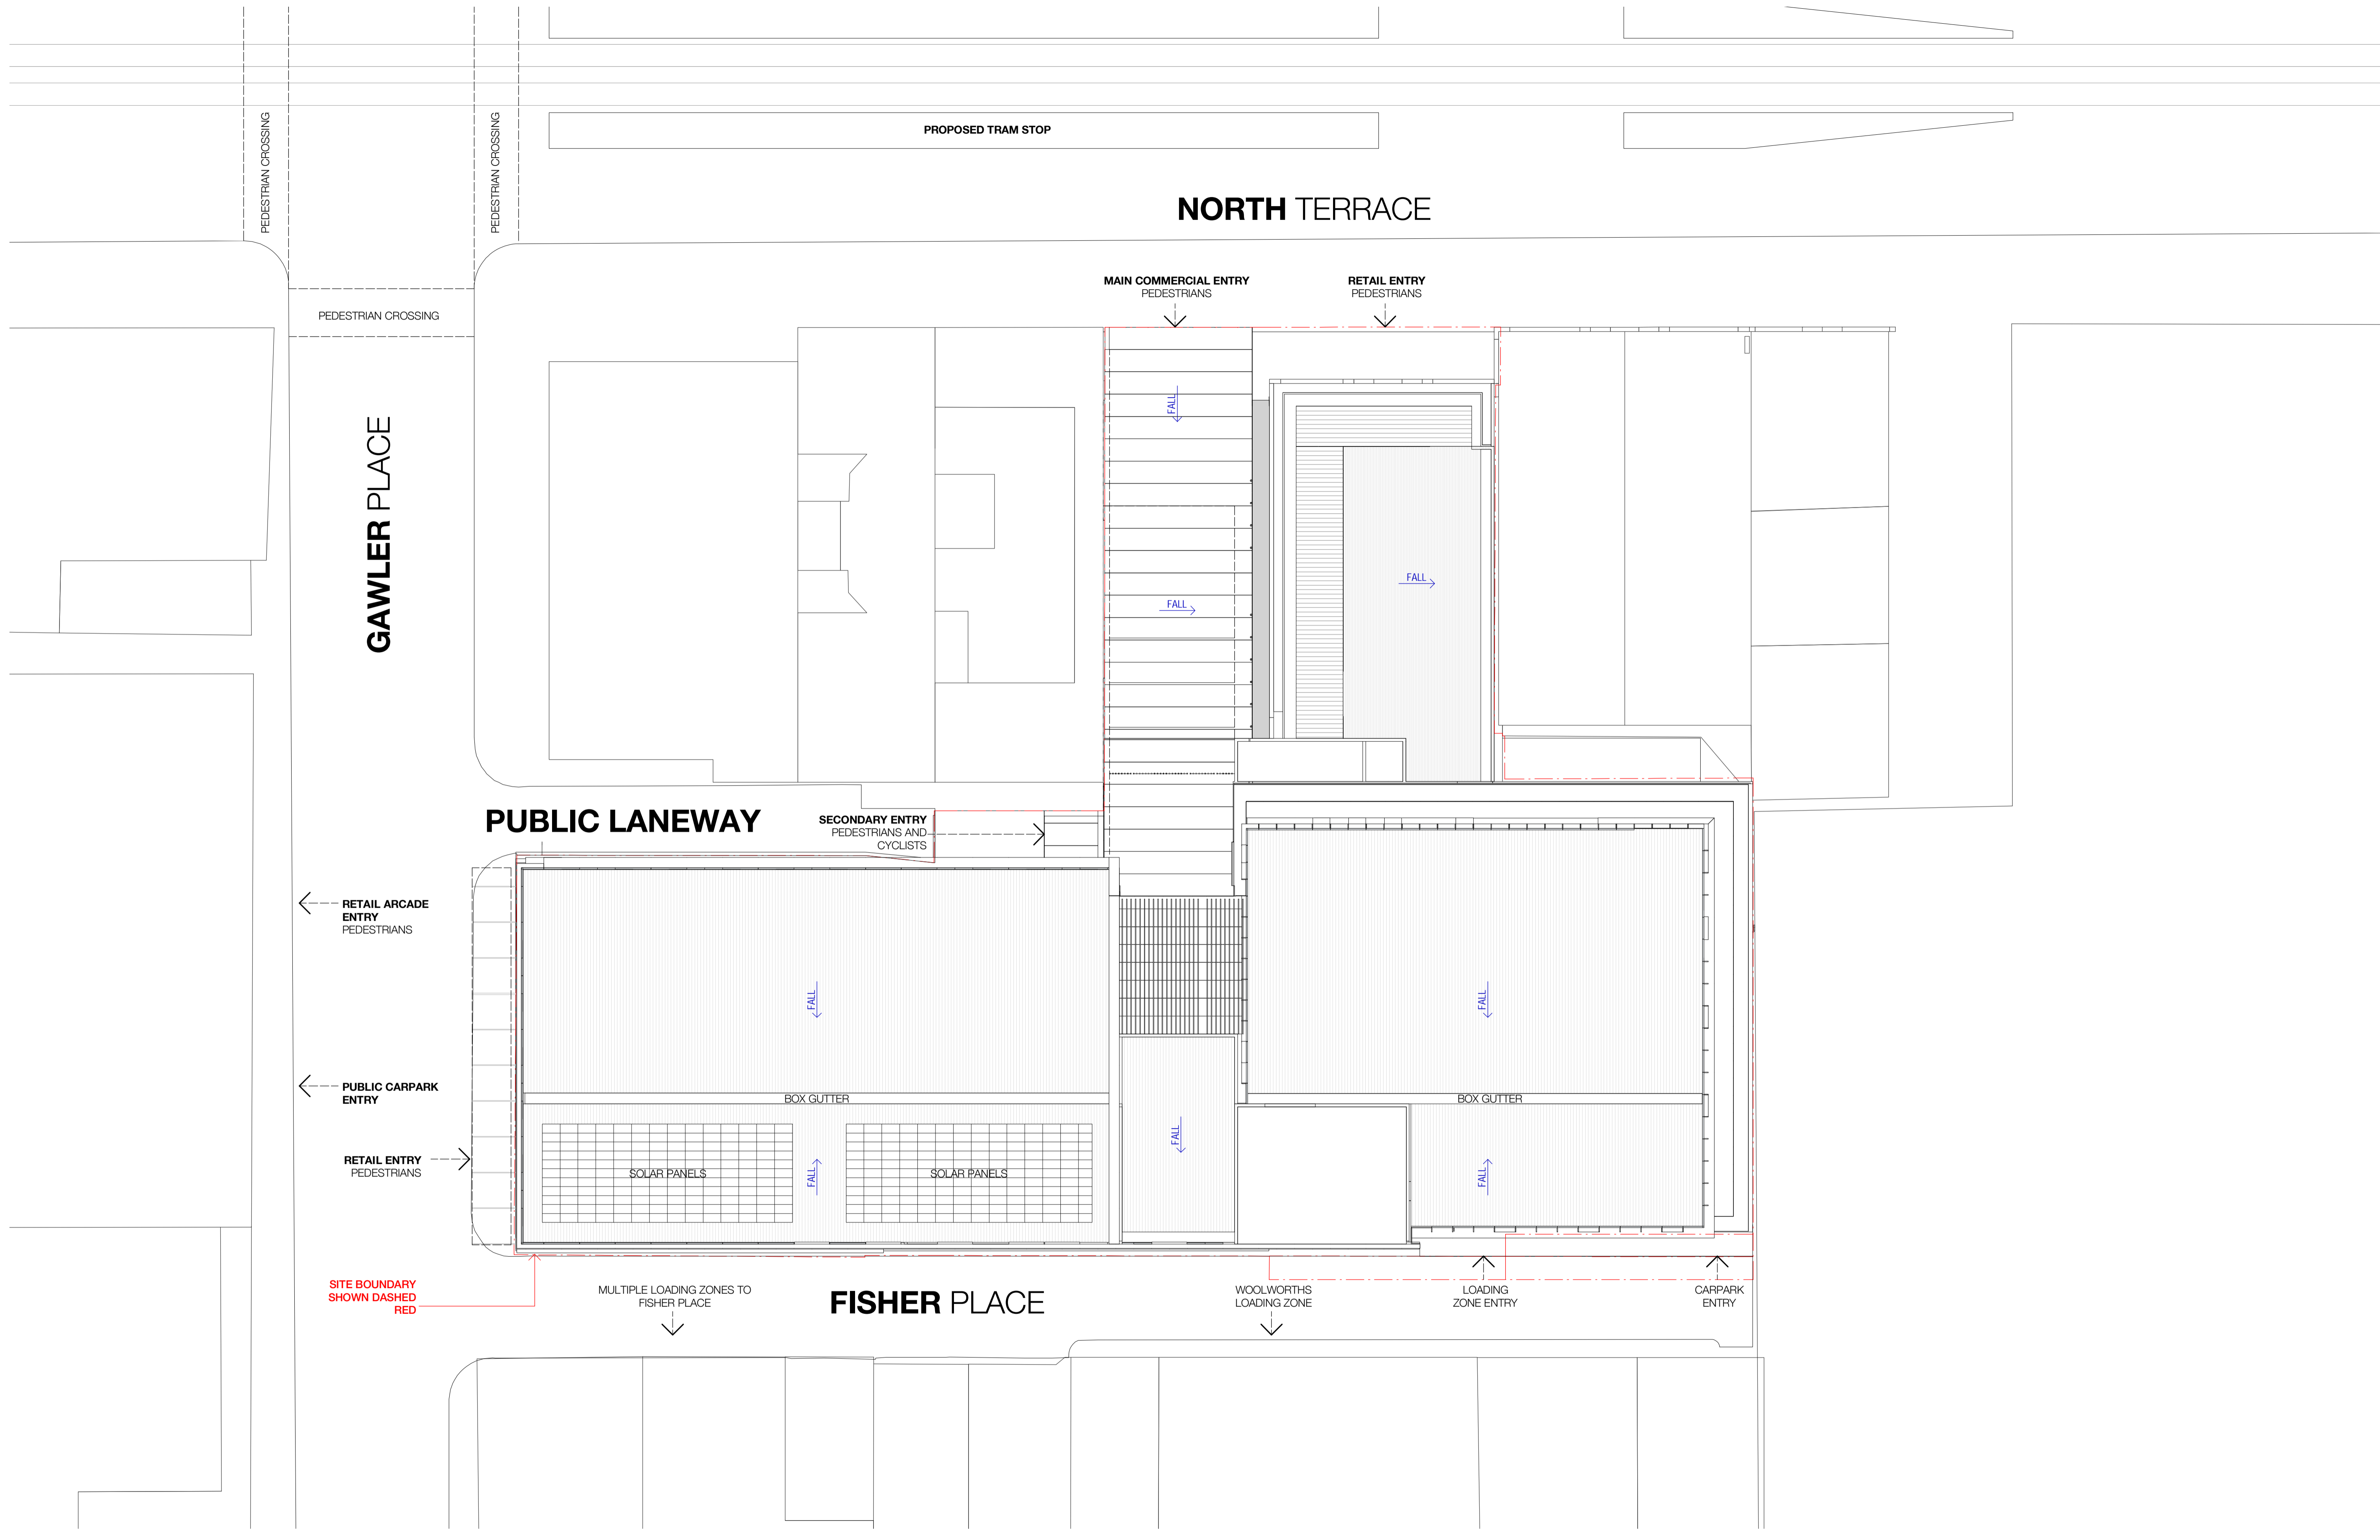 PEDESTRIAN CROSSING
PEDESTRIAN CROSSING
PROPOSED TRAM STOP
NORTH TERRACE
MAIN COMMERCIAL ENTRY
PEDESTRIANS
RETAIL ENTRY
PEDESTRIANS
PEDESTRIAN CROSSING
FALL
GAWLER PLACE
FALL
FALL
PUBLIC LANEWAY
SECONDARY ENTRY
PEDESTRIANS AND
CYCLISTS
RETAIL ARCADE
ENTRY
PEDESTRIANS
FALL
FALL
PUBLIC CARPARK
ENTRY
BOX GUTTER
BOX GUTTER
FALL
RETAIL ENTRY
PEDESTRIANS
SOLAR PANELS
FALL
SOLAR PANELS
FALL
SITE BOUNDARY
SHOWN DASHED
RED
MULTIPLE LOADING ZONES TO
FISHER PLACE
FISHER PLACE
WOOLWORTHS
LOADING ZONE
LOADING
ZONE ENTRY
CARPARK
ENTRY